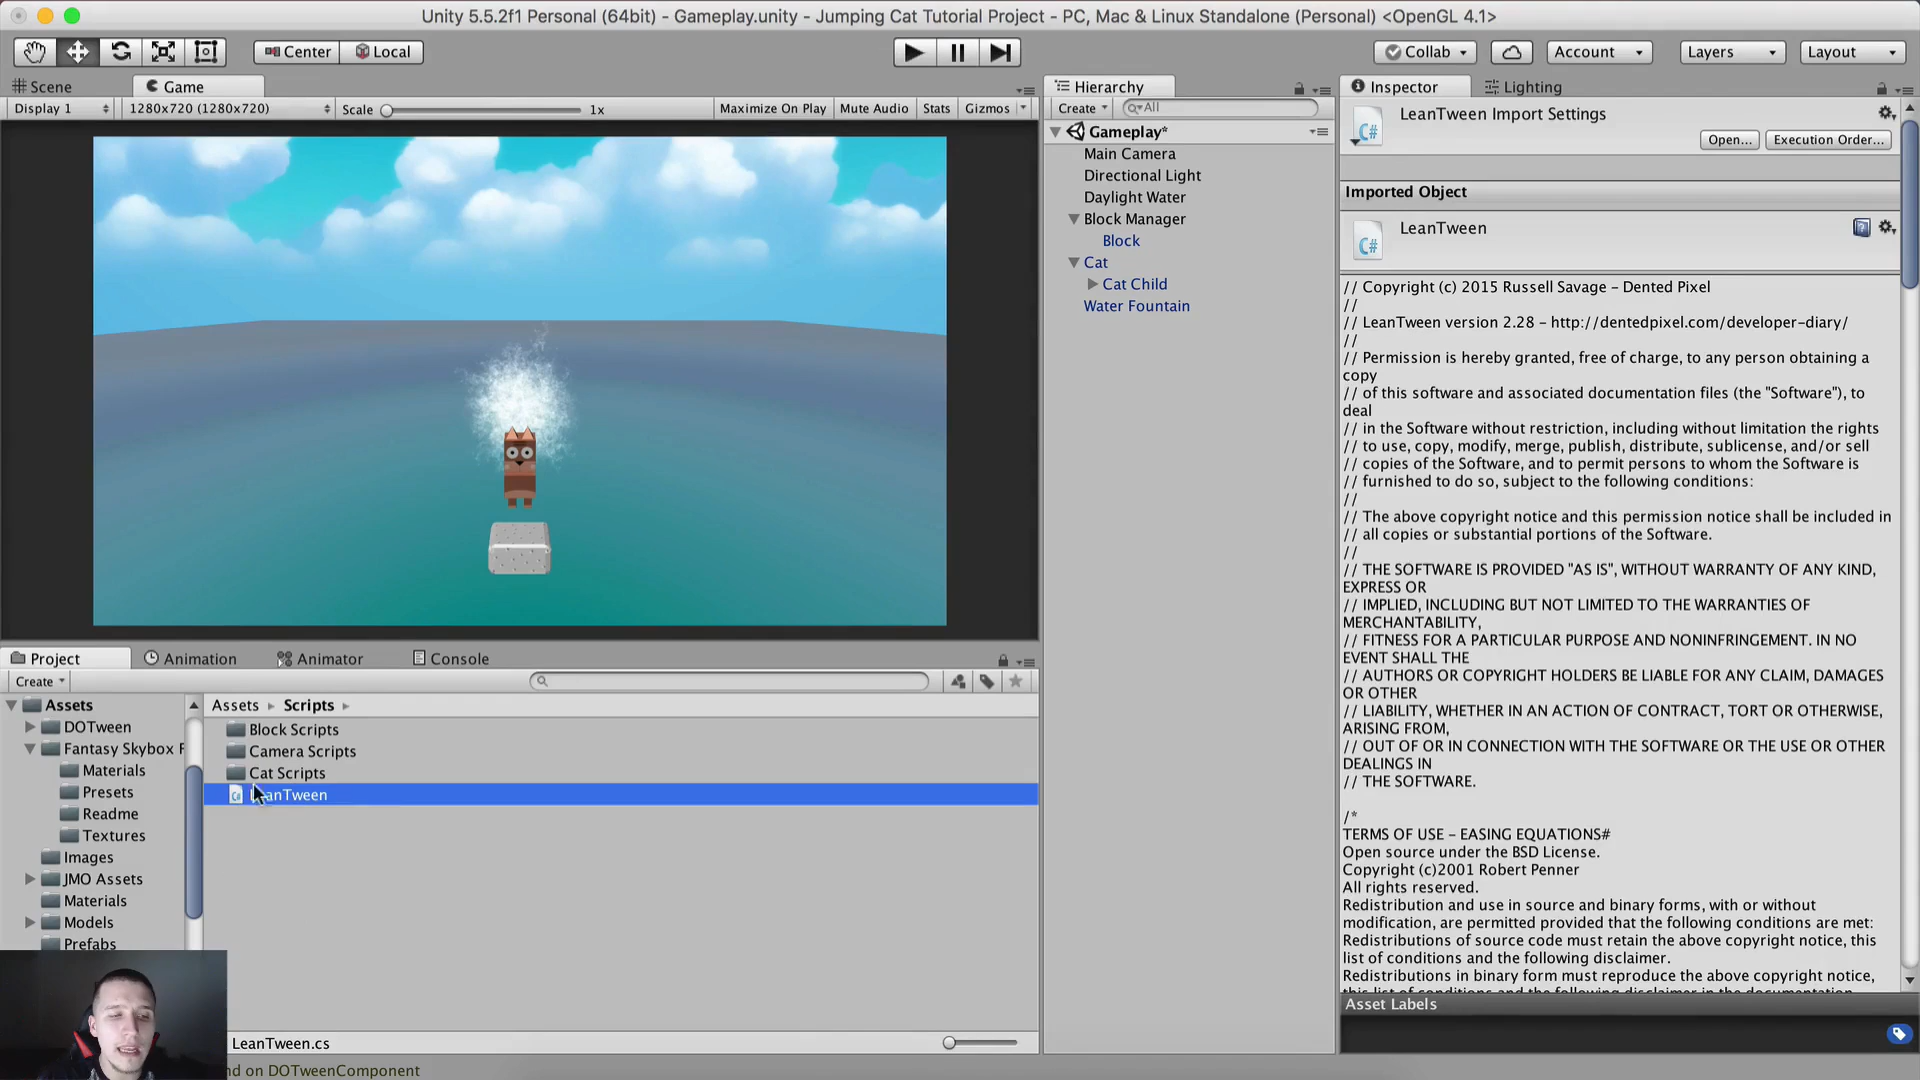 Unity 5.5.2f1 Personal (64bit) - Gameplay.unity - Jumping Cat Tutorial Project - PC, Mac & Linux Standalone (Personal) <OpenGL 4.1>
Center Local
Collab Account Layers Layout
Scene Game
Display 1 1280x720 (1280x720) Scale 1x Maximize On Play Mute Audio Stats Gizmos
Hierarchy
Create All
Gameplay*
Main Camera
Directional Light
Daylight Water
Block Manager
Block
Cat
Cat Child
Water Fountain
Inspector Lighting
LeanTween Import Settings
C#
Open... Execution Order...
Imported Object
LeanTween
C#
// Copyright (c) 2015 Russell Savage - Dented Pixel
//
// LeanTween version 2.28 - http://dentedpixel.com/developer-diary/
//
// Permission is hereby granted, free of charge, to any person obtaining a
copy
// of this software and associated documentation files (the "Software"), to
deal
// in the Software without restriction, including without limitation the rights
// to use, copy, modify, merge, publish, distribute, sublicense, and/or sell
// copies of the Software, and to permit persons to whom the Software is
// furnished to do so, subject to the following conditions:
//
// The above copyright notice and this permission notice shall be included in
// all copies or substantial portions of the Software.
//
// THE SOFTWARE IS PROVIDED "AS IS", WITHOUT WARRANTY OF ANY KIND,
EXPRESS OR
// IMPLIED, INCLUDING BUT NOT LIMITED TO THE WARRANTIES OF
MERCHANTABILITY,
// FITNESS FOR A PARTICULAR PURPOSE AND NONINFRINGEMENT. IN NO
EVENT SHALL THE
// AUTHORS OR COPYRIGHT HOLDERS BE LIABLE FOR ANY CLAIM, DAMAGES
OR OTHER
// LIABILITY, WHETHER IN AN ACTION OF CONTRACT, TORT OR OTHERWISE,
ARISING FROM,
// OUT OF OR IN CONNECTION WITH THE SOFTWARE OR THE USE OR OTHER
DEALINGS IN
// THE SOFTWARE.
/*
TERMS OF USE - EASING EQUATIONS#
Open source under the BSD License.
Copyright (c)2001 Robert Penner
All rights reserved.
Redistribution and use in source and binary forms, with or without
modification, are permitted provided that the following conditions are met:
Redistributions of source code must retain the above copyright notice, this
list of conditions and the following disclaimer.
Redistributions in binary form must reproduce the above copyright notice,
this list of conditions and the following disclaimer in the documentation
Asset Labels
Project Animation Animator Console
Create
Assets
DOTween
Fantasy Skybox F
Materials
Presets
Readme
Textures
Images
JMO Assets
Materials
Models
Prefabs
Assets Scripts
Block Scripts
Camera Scripts
Cat Scripts
anTween
LeanTween.cs
nd on DOTweenComponent